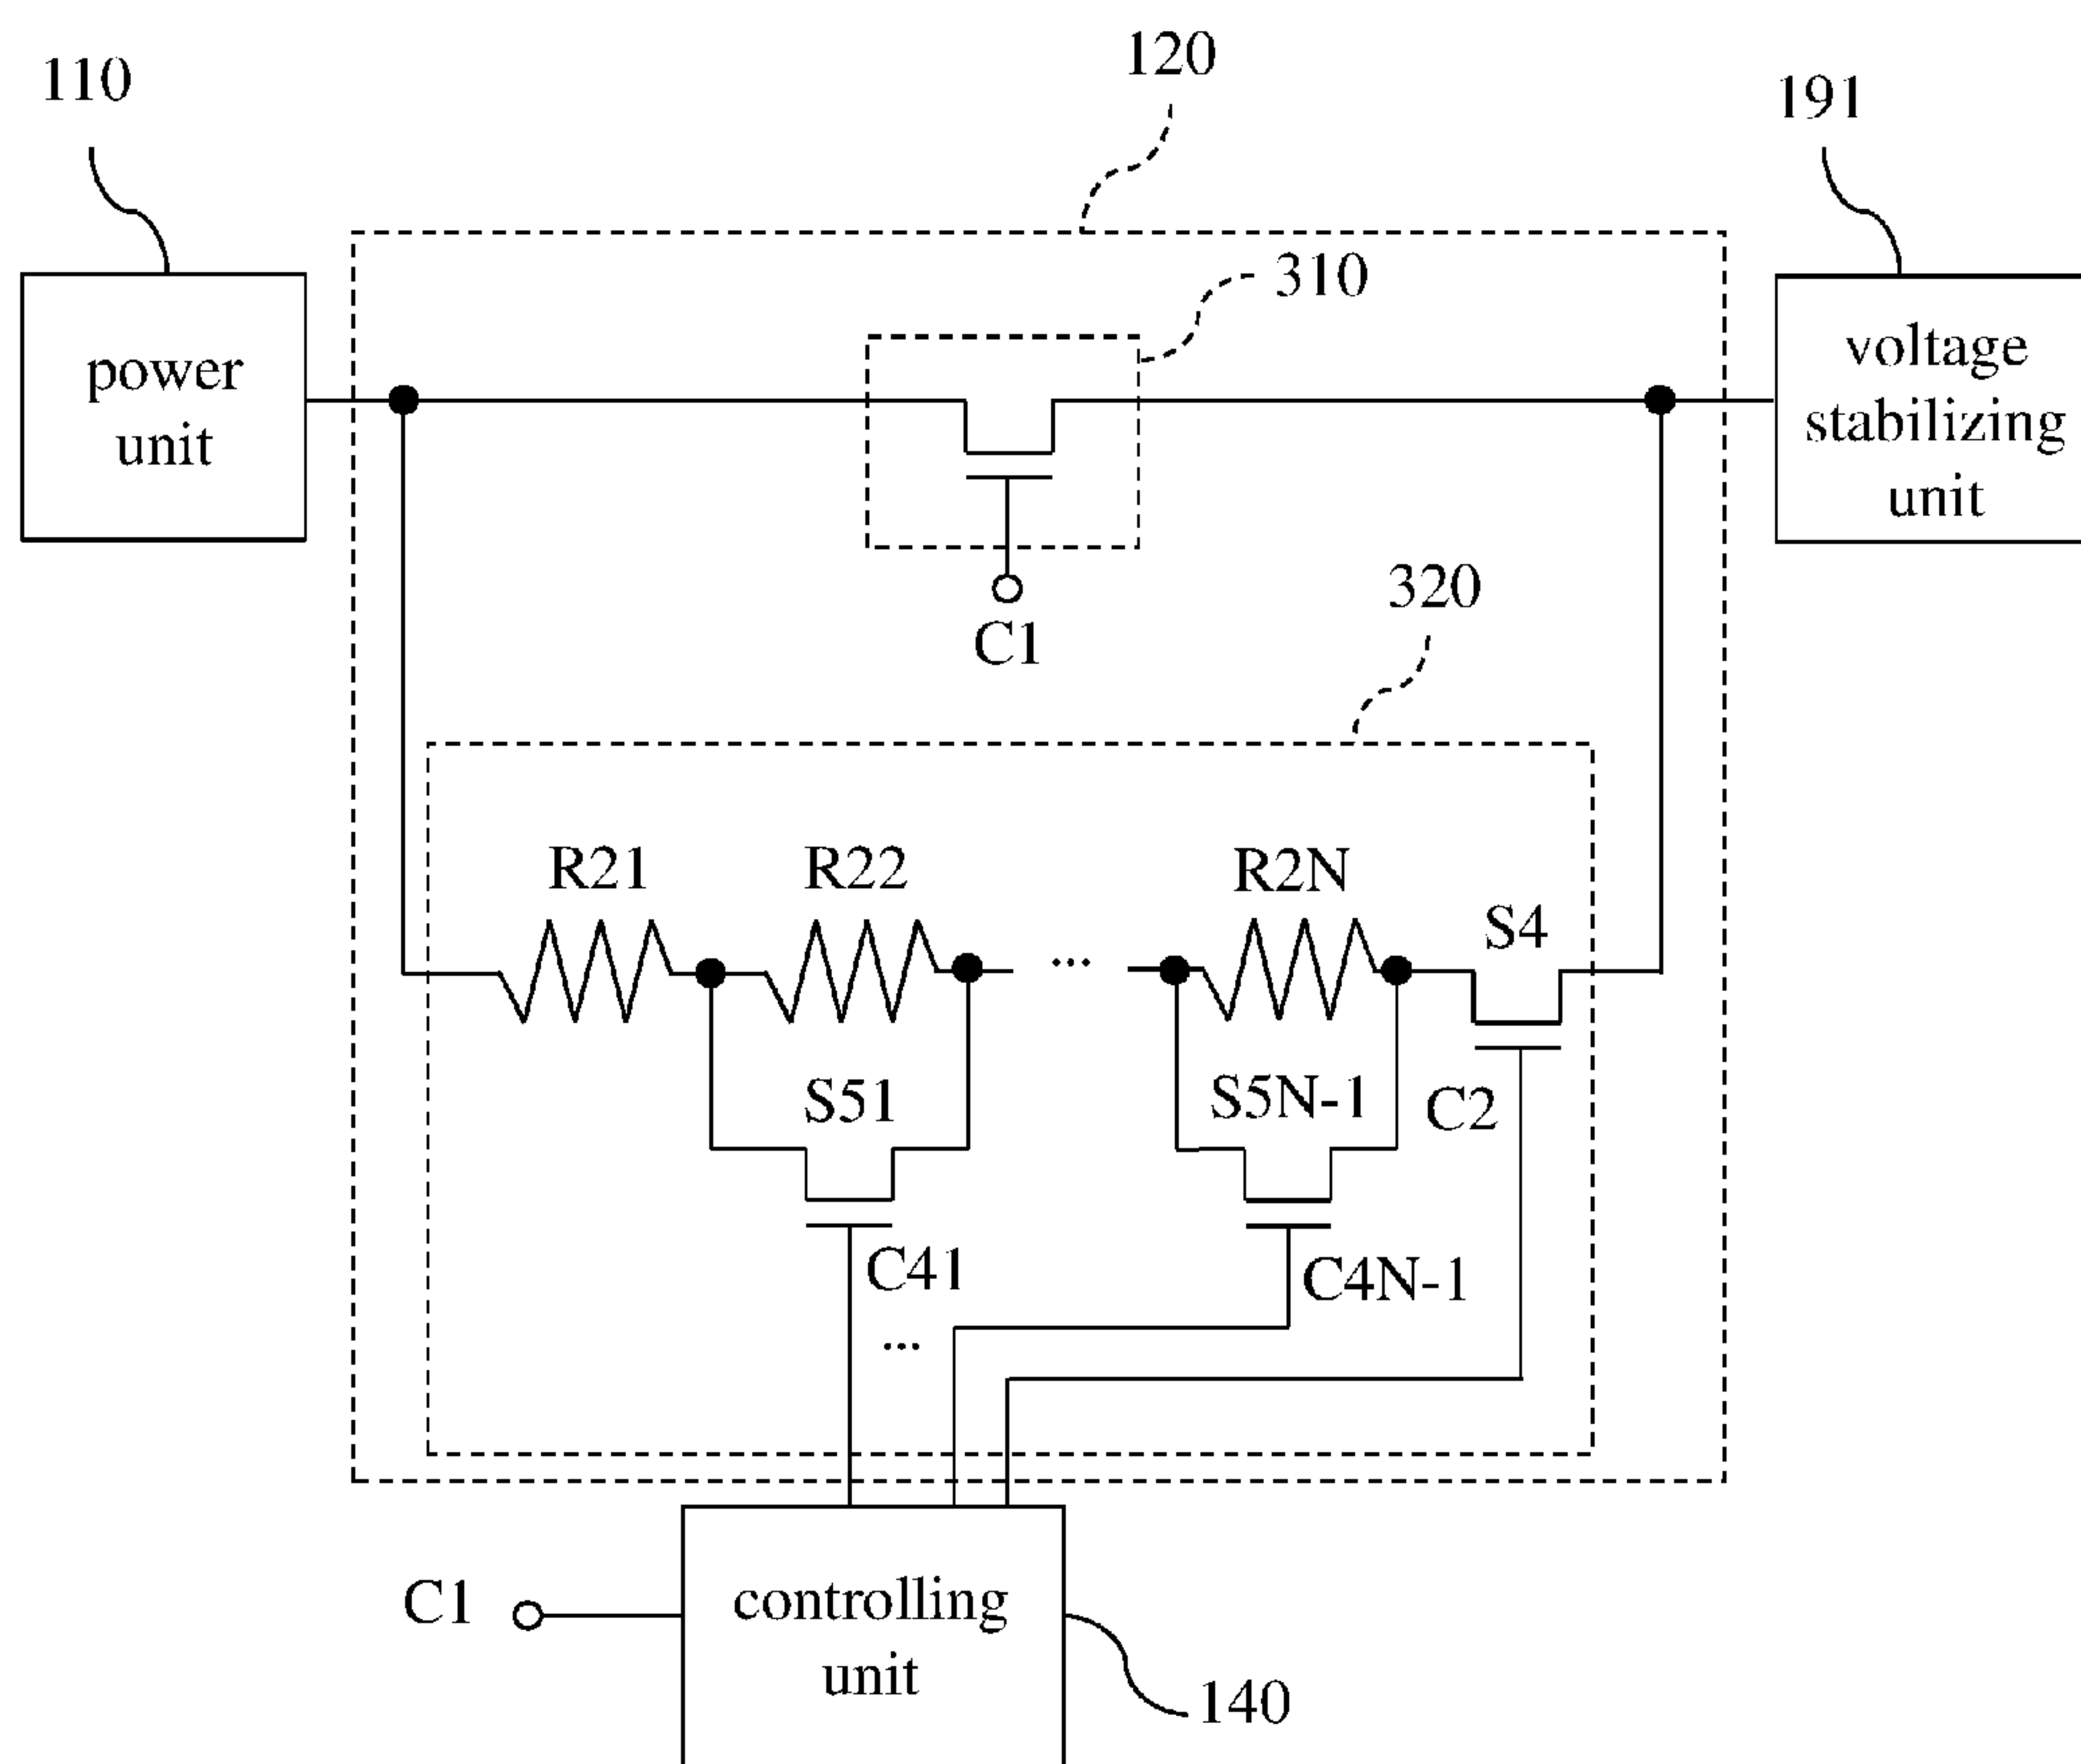 120
110
191
310
power
unit
voltage
stabilizing
unit
C1
320
R21
R22
...
R2N
S4
S51
S5N-1
C2
C41
C4N-1
...
C1
controlling
unit
140